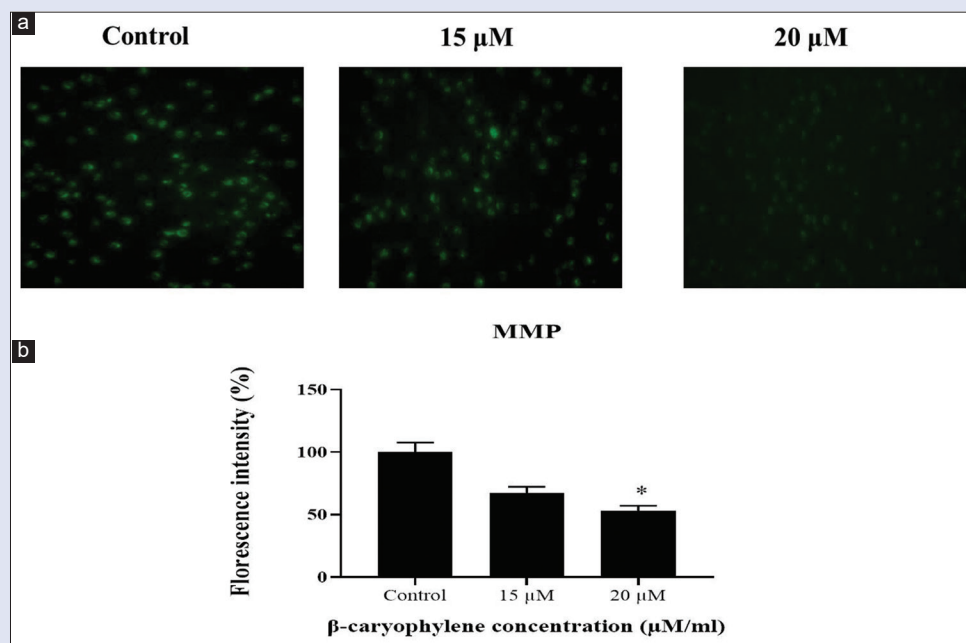 a
Control 15 μM 20 μM
MMP
b
Florescence intensity (%)
150
100
50
0
*
Control 15 μM 20 μM
β-caryophylene concentration (μM/ml)